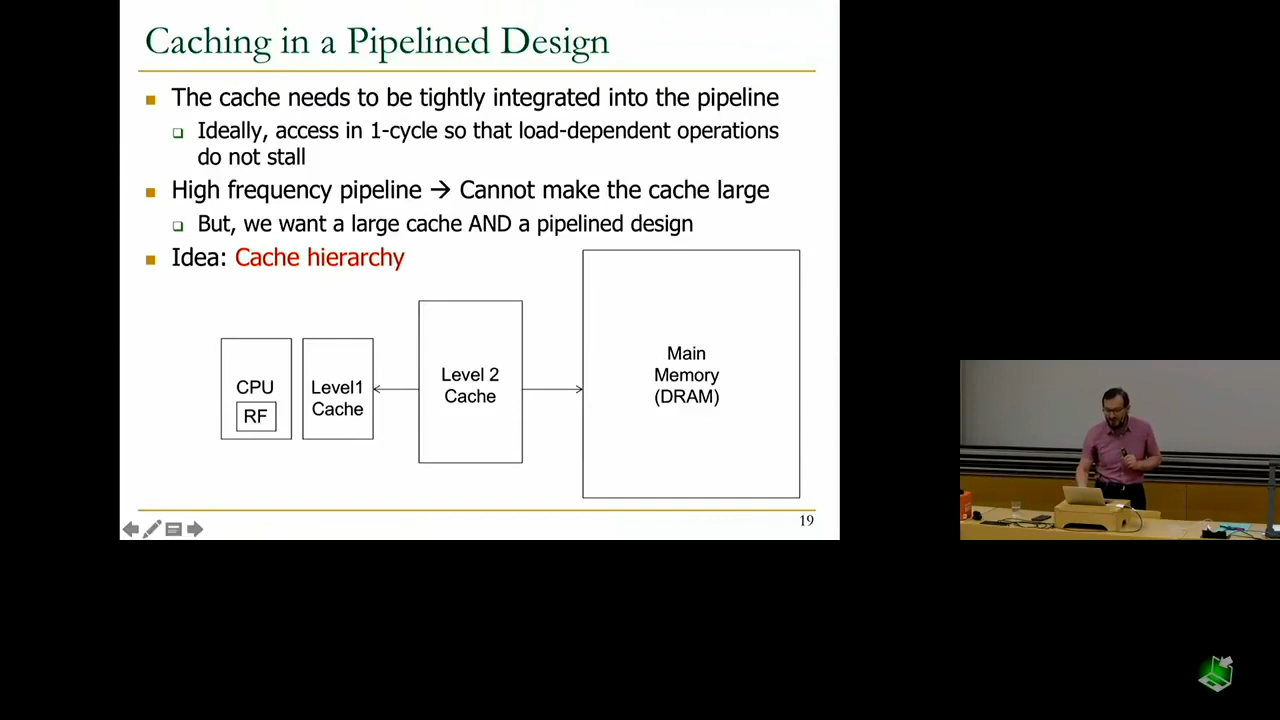 Caching in a Pipelined Design
The cache needs to be tightly integrated into the pipeline
Ideally, access in 1-cycle so that load-dependent operations
do not stall
High frequency pipeline → Cannot make the cache large
But, we want a large cache AND a pipelined design
Idea: Cache hierarchy
CPU
RF
Level1
Cache
Level 2
Cache
Main
Memory
(DRAM)
19